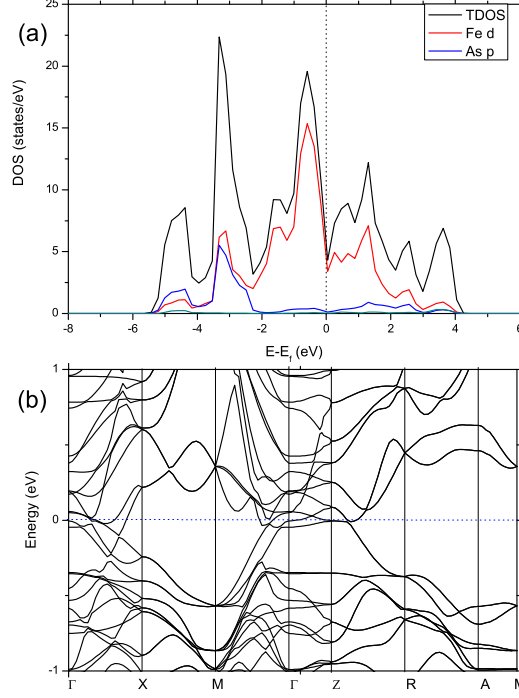 (a)
TDOS
Fe d
As p
DOS (states/eV)
25
20
15
10
5
0
-8 -6 -4 -2 0 2 4 6
E-E_f (eV)
(b)
Energy (eV)
1
0
-1
Γ X M Γ Z R A M